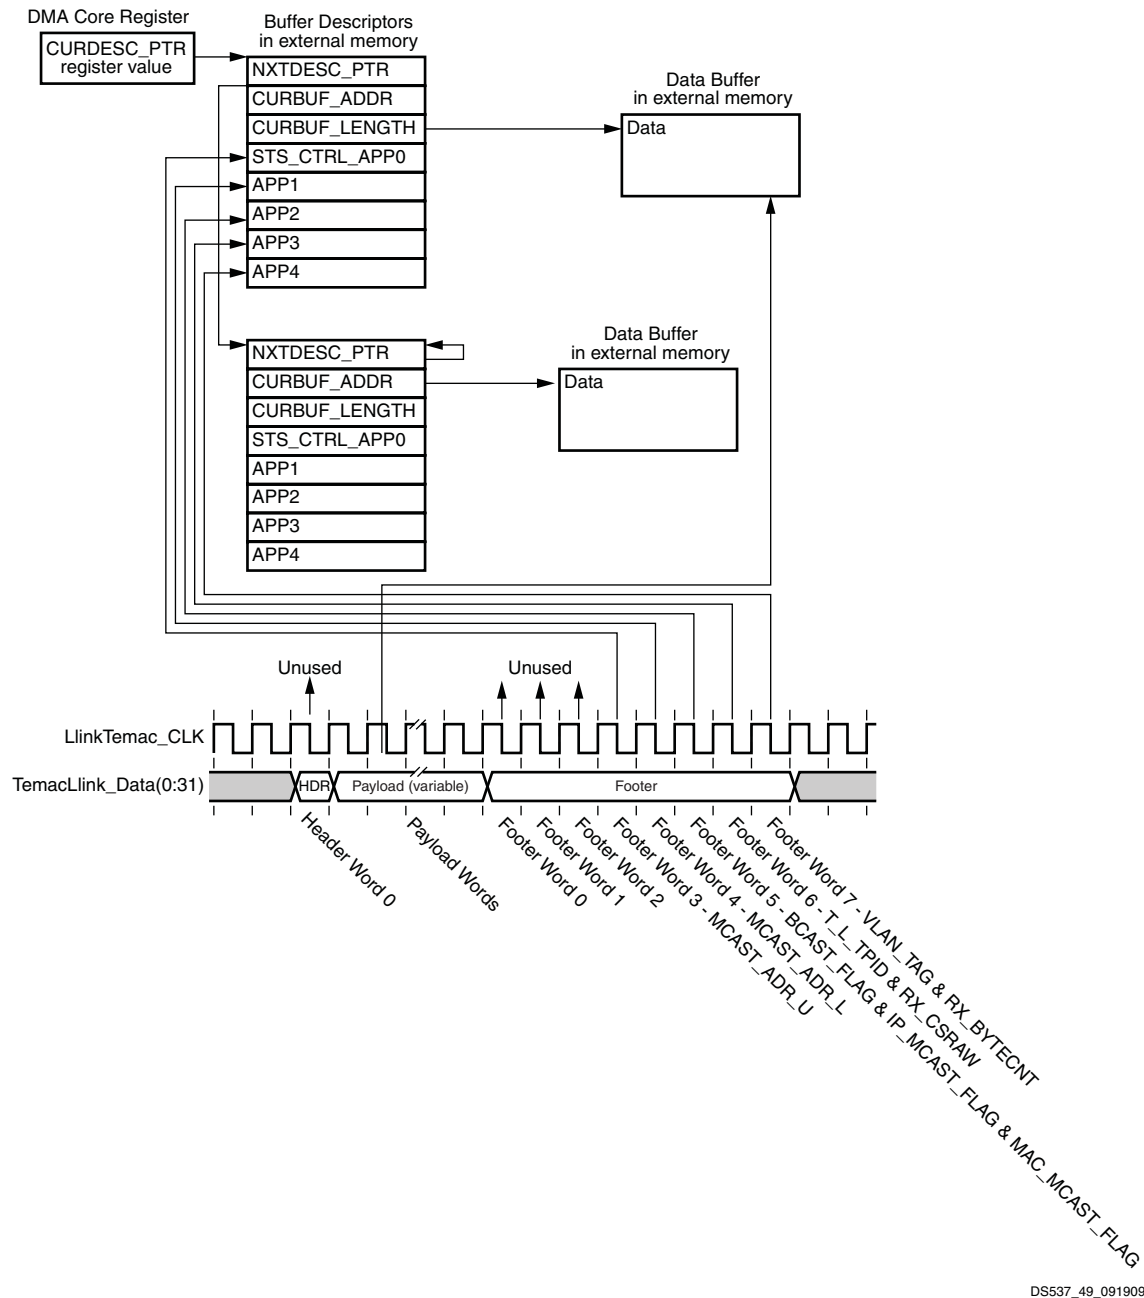 DMA Core Register
CURDESC_PTR
register value
Buffer Descriptors
in external memory
NXTDESC_PTR
CURBUF_ADDR
CURBUF_LENGTH
STS_CTRL_APP0
APP1
APP2
APP3
APP4
Data Buffer
in external memory
Data
NXTDESC_PTR
CURBUF_ADDR
CURBUF_LENGTH
STS_CTRL_APP0
APP1
APP2
APP3
APP4
Data Buffer
in external memory
Data
Unused
Unused
LlinkTemac_CLK
TemacLlink_Data(0:31)
HDR
Payload (variable)
Footer
Header Word 0
Payload Words
Footer Word 0
Footer Word 1
Footer Word 2
Footer Word 3 - MCAST_ADR_U
Footer Word 4 - MCAST_ADR_L
Footer Word 5 - BCAST_FLAG & IP_MCAST_FLAG & MAC_MCAST_FLAG
Footer Word 6 - T_L_TPID & RX_CSRAW
Footer Word 7 - VLAN_TAG & RX_BYTECNT
DS537_49_091909